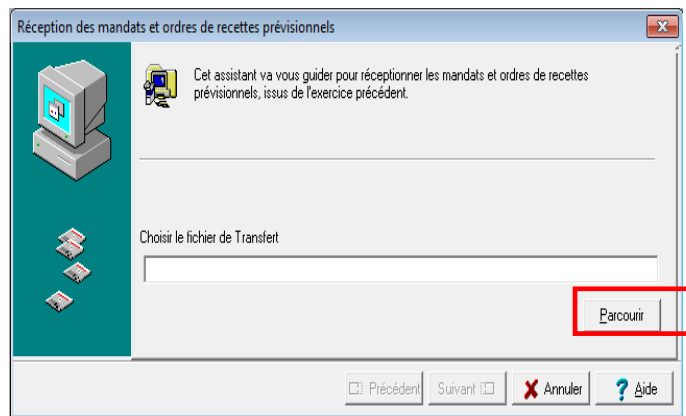 Réception des mandats et ordres de recettes prévisionnels
Cet assistant va vous guider pour réceptionner les mandats et ordres de recettes
prévisionnels, issus de l'exercice précédent.
Choisir le fichier de Transfert
Parcourir
Précédent
Suivant
Annuler
Aide